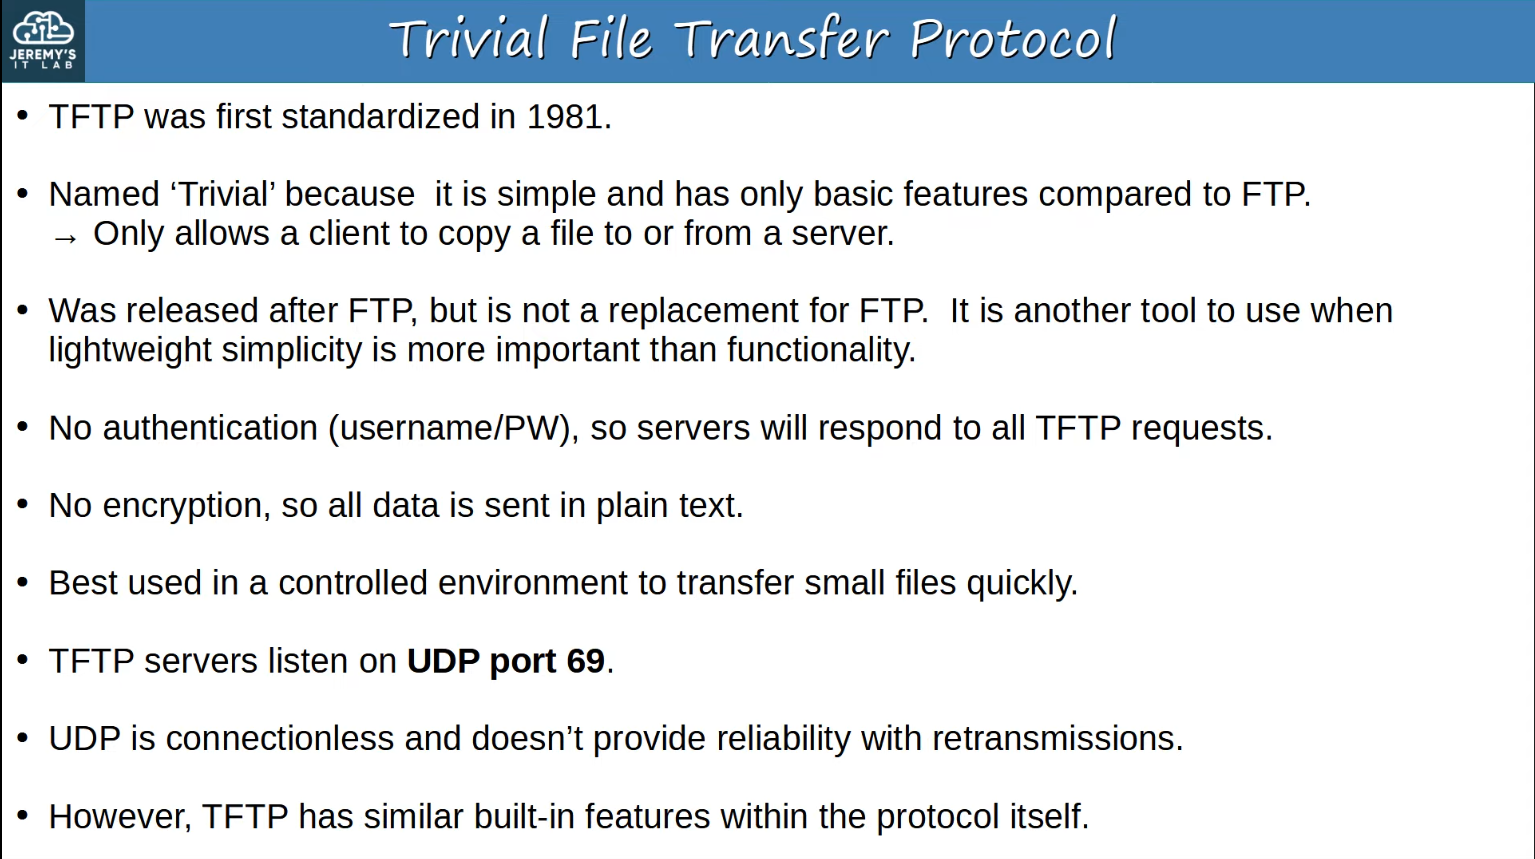 JEREMY'S
IT LAB
Trivial File Transfer Protocol
• TFTP was first standardized in 1981.
• Named ‘Trivial’ because  it is simple and has only basic features compared to FTP.
→ Only allows a client to copy a file to or from a server.
• Was released after FTP, but is not a replacement for FTP.  It is another tool to use when
lightweight simplicity is more important than functionality.
• No authentication (username/PW), so servers will respond to all TFTP requests.
• No encryption, so all data is sent in plain text.
• Best used in a controlled environment to transfer small files quickly.
• TFTP servers listen on UDP port 69.
• UDP is connectionless and doesn’t provide reliability with retransmissions.
• However, TFTP has similar built-in features within the protocol itself.